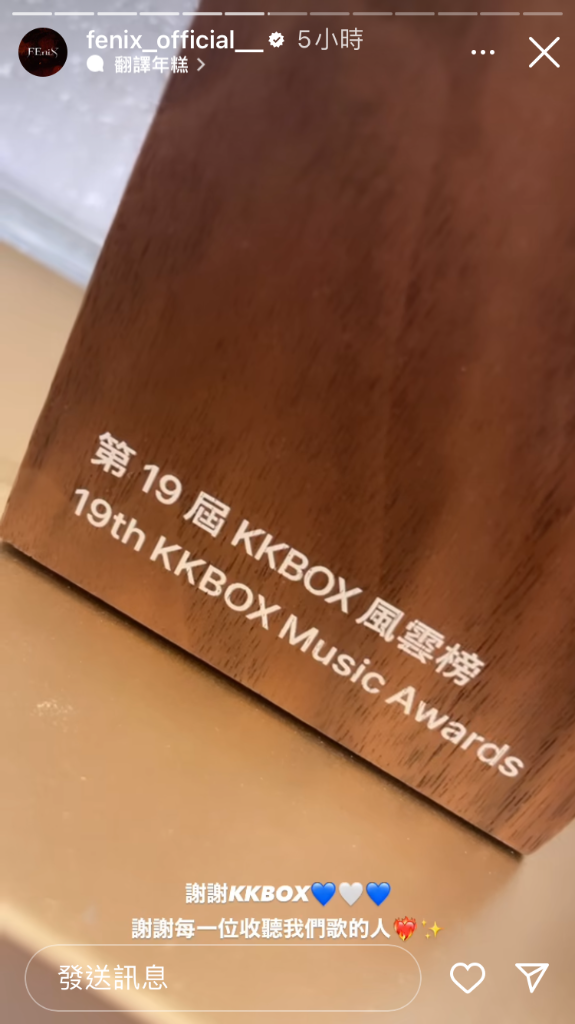 FEniX
fenix_official__ 5小時
翻譯年糕
第 19 屆 KKBOX 風雲榜
19th KKBOX Music Awards
謝謝KKBOX💙🤍💙
謝謝每一位收聽我們歌的人❤️‍🔥✨
發送訊息